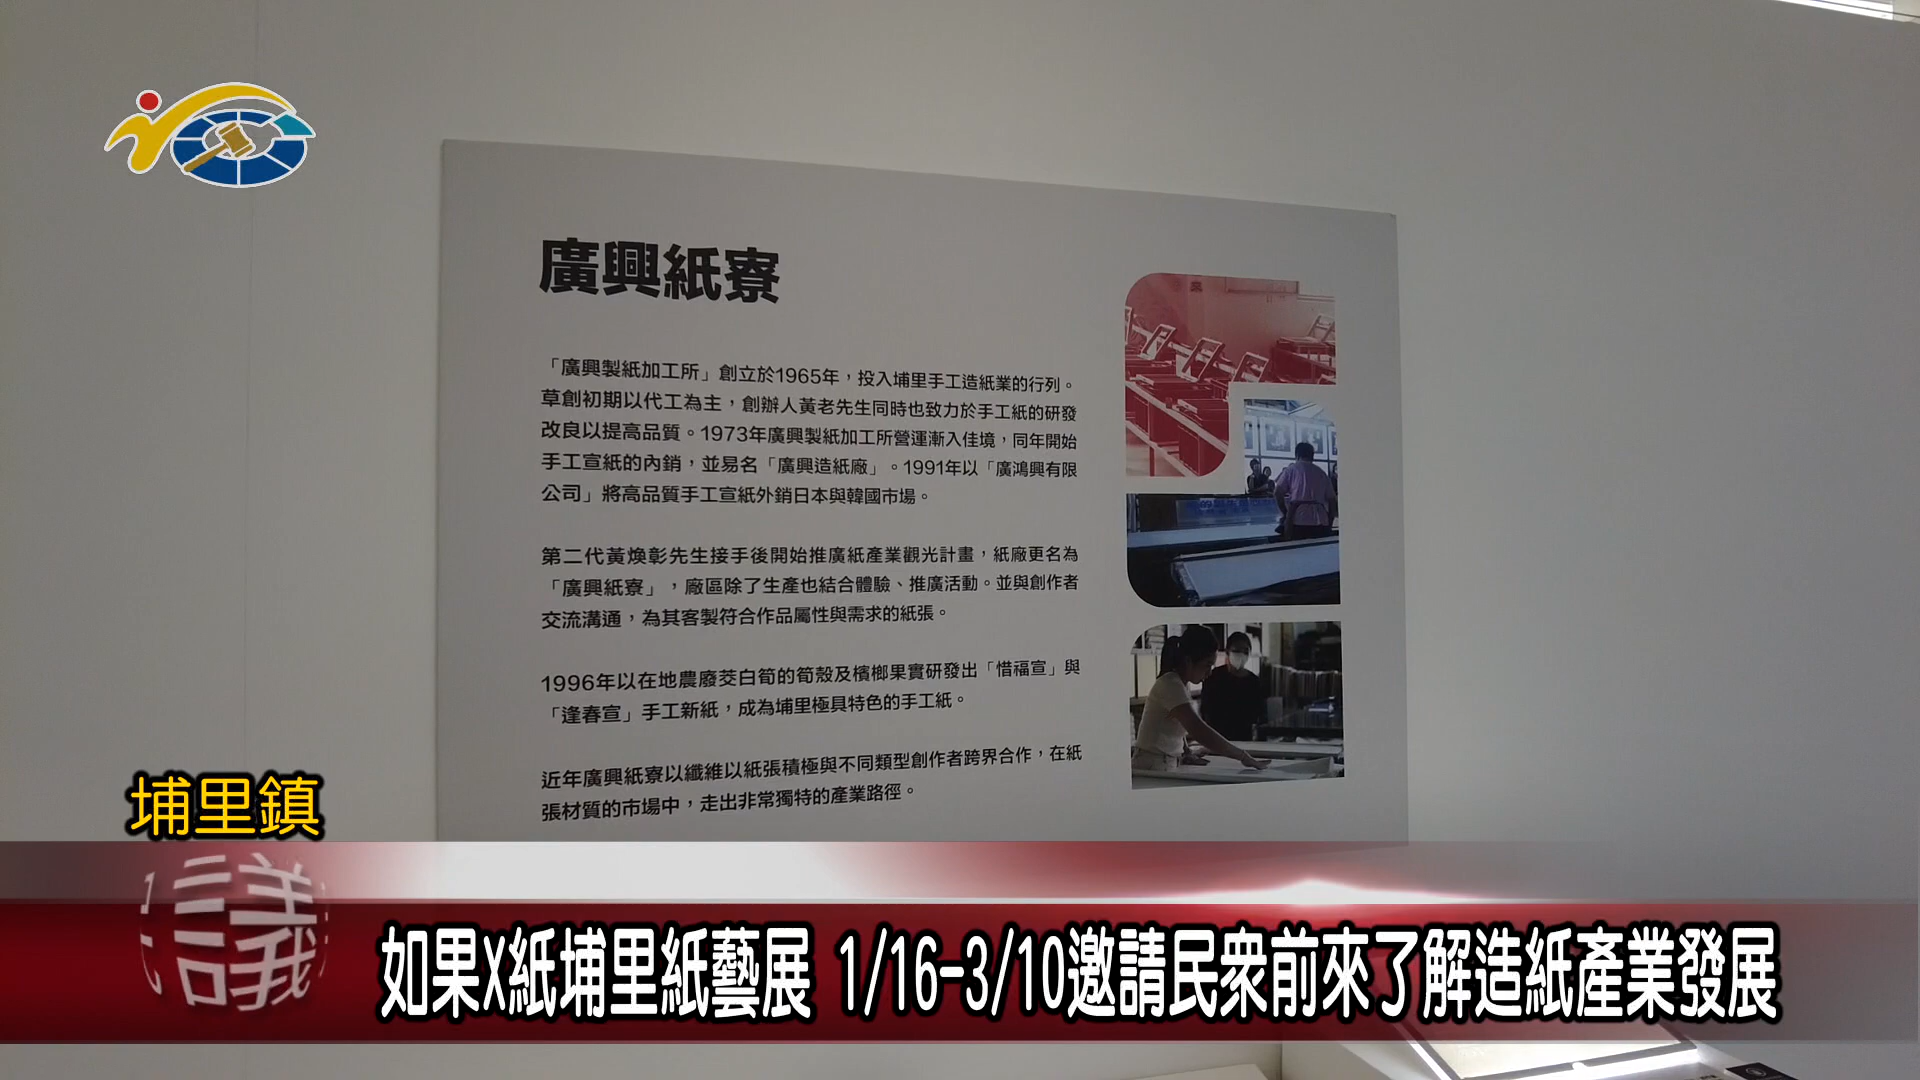 廣興紙寮
「廣興製紙加工所」創立於1965年，投入埔里手工造紙業的行列。
草創初期以代工為主，創辦人黃老先生同時也致力於手工紙的研發
改良以提高品質。1973年廣興製紙加工所營運漸入佳境，同年開始
手工宣紙的內銷，並易名「廣興造紙廠」。1991年以「廣鴻興有限
公司」將高品質手工宣紙外銷日本與韓國市場。
第二代黃煥彰先生接手後開始推廣紙產業觀光計畫，紙廠更名為
「廣興紙寮」，廠區除了生產也結合體驗、推廣活動。並與創作者
交流溝通，為其客製符合作品屬性與需求的紙張。
1996年以在地農廢茭白筍的筍殼及檳榔果實研發出「惜福宣」與
「逢春宣」手工新紙，成為埔里極具特色的手工紙。
近年廣興紙寮以纖維以紙張積極與不同類型創作者跨界合作，在紙
張材質的市場中，走出非常獨特的產業路徑。
埔里鎮
議
如果X紙埔里紙藝展 1/16-3/10邀請民眾前來了解造紙產業發展